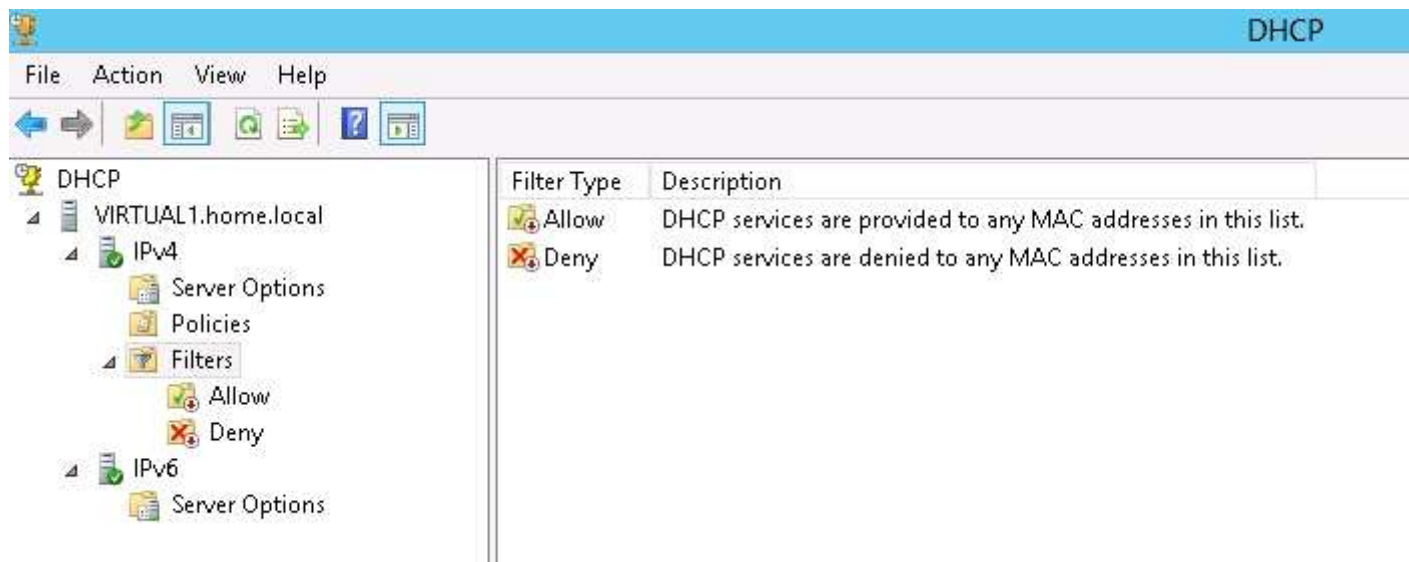 DHCP
File Action View Help
DHCP
VIRTUAL1.home.local
IPv4
Server Options
Policies
Filters
Allow
Deny
IPv6
Server Options
Filter Type Description
Allow DHCP services are provided to any MAC addresses in this list.
Deny DHCP services are denied to any MAC addresses in this list.